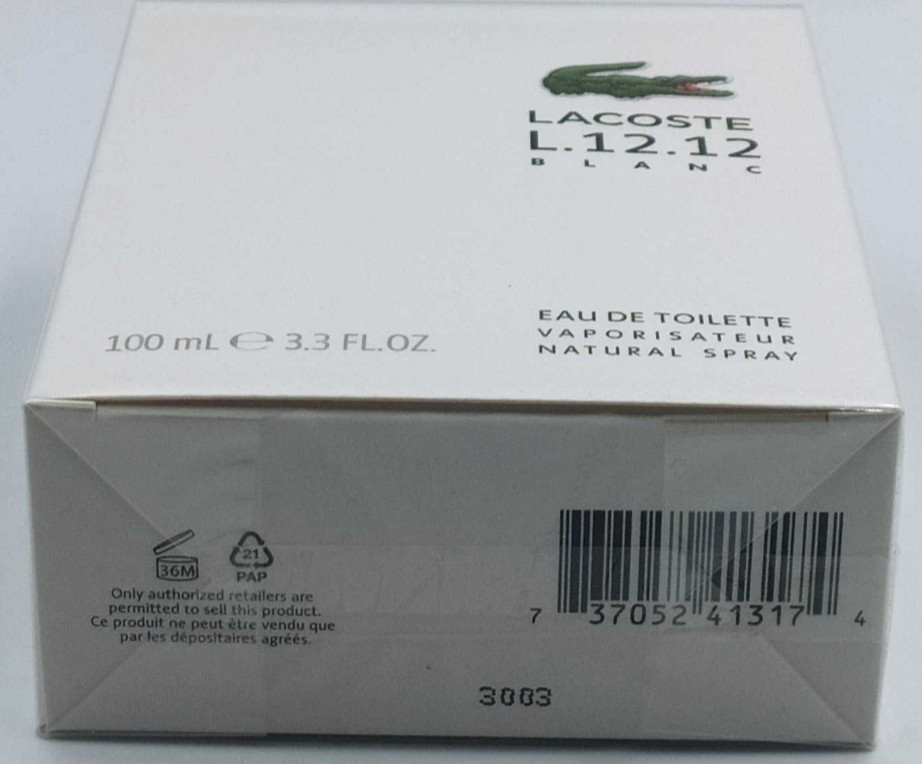 LACOSTE
L.12.12
BLANC
EAU DE TOILETTE
VAPORISATEUR
NATURAL SPRAY
100 mL ℮ 3.3 FL.OZ.
36M
21
PAP
Only authorized retailers are
permitted to sell this product.
Ce produit ne peut être vendu que
par les dépositaires agréés.
7 37052 41317 4
3003